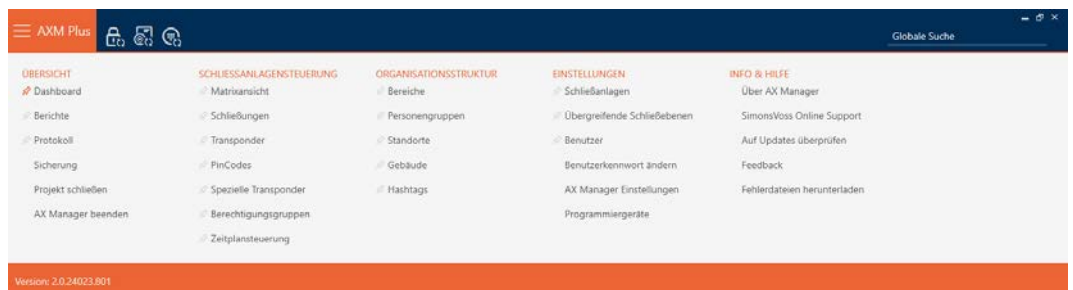 AXM Plus
Globale Suche
ÜBERSICHT
Dashboard
Berichte
Protokoll
Sicherung
Projekt schließen
AX Manager beenden
SCHLIESSANLAGENSTEUERUNG
Matrixansicht
Schließungen
Transponder
PinCodes
Spezielle Transponder
Berechtigungsgruppen
Zeitplansteuerung
ORGANISATIONSSTRUKTUR
Bereiche
Personengruppen
Standorte
Gebäude
Hashtags
EINSTELLUNGEN
Schließanlagen
Übergreifende Schließebenen
Benutzer
Benutzerkennwort ändern
AX Manager Einstellungen
Programmiergeräte
INFO & HILFE
Über AX Manager
SimonsVoss Online Support
Auf Updates überprüfen
Feedback
Fehlerdateien herunterladen
Version: 2.0.24023.801